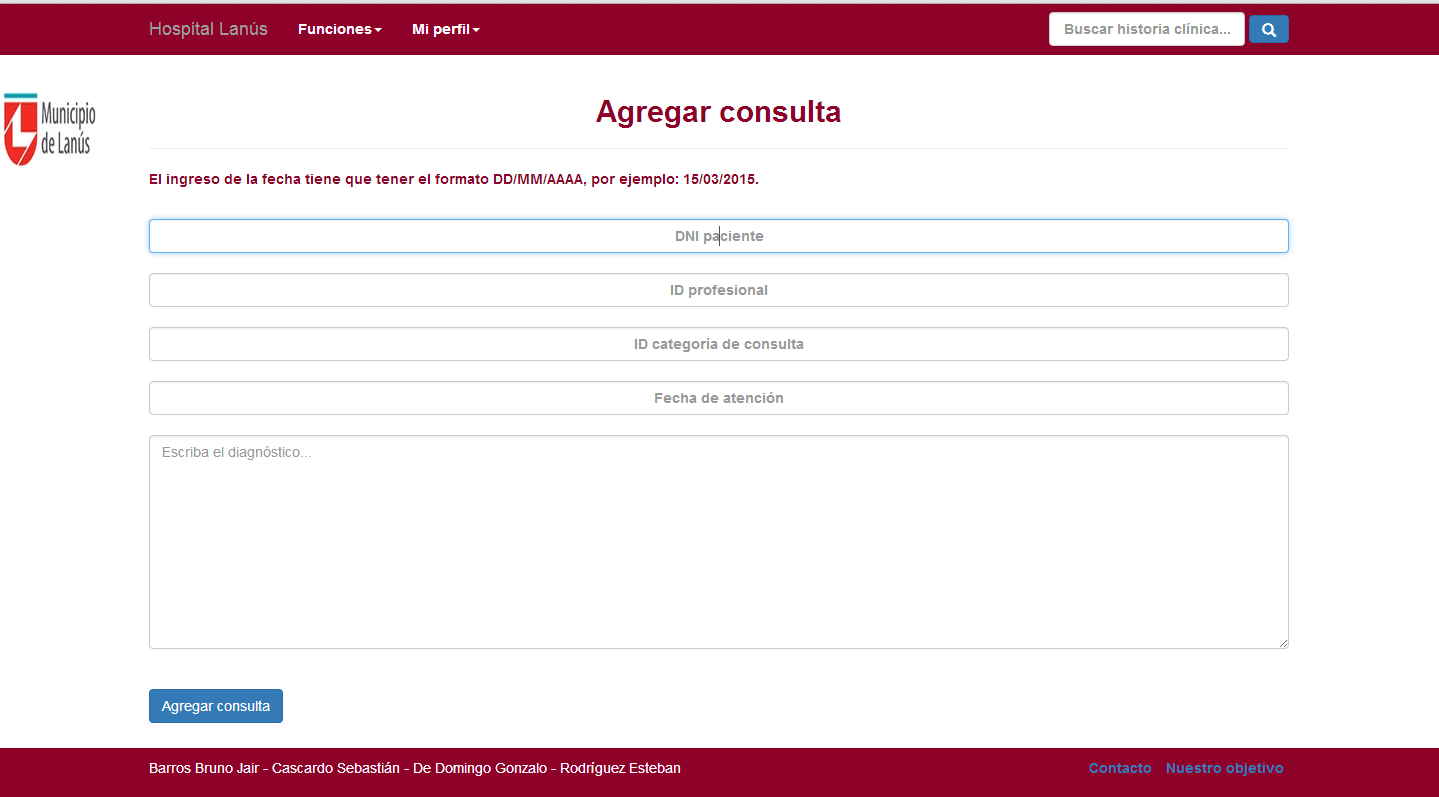 Hospital Lanús Funciones Mi perfil Buscar historia clínica...
Municipio
de Lanús
Agregar consulta
El ingreso de la fecha tiene que tener el formato DD/MM/AAAA, por ejemplo: 15/03/2015.
DNI paciente
ID profesional
ID categoría de consulta
Fecha de atención
Escriba el diagnóstico...
Agregar consulta
Barros Bruno Jair - Cascardo Sebastián - De Domingo Gonzalo - Rodríguez Esteban Contacto Nuestro objetivo